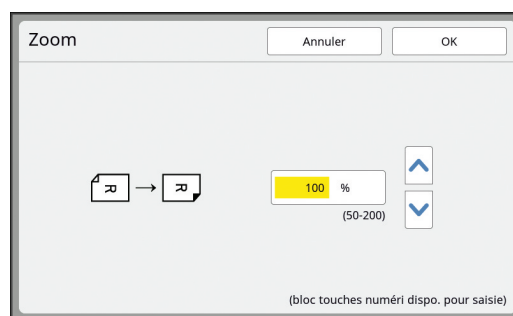 Zoom
Annuler
OK
R → R
100 %
(50-200)
(bloc touches numéri dispo. pour saisie)